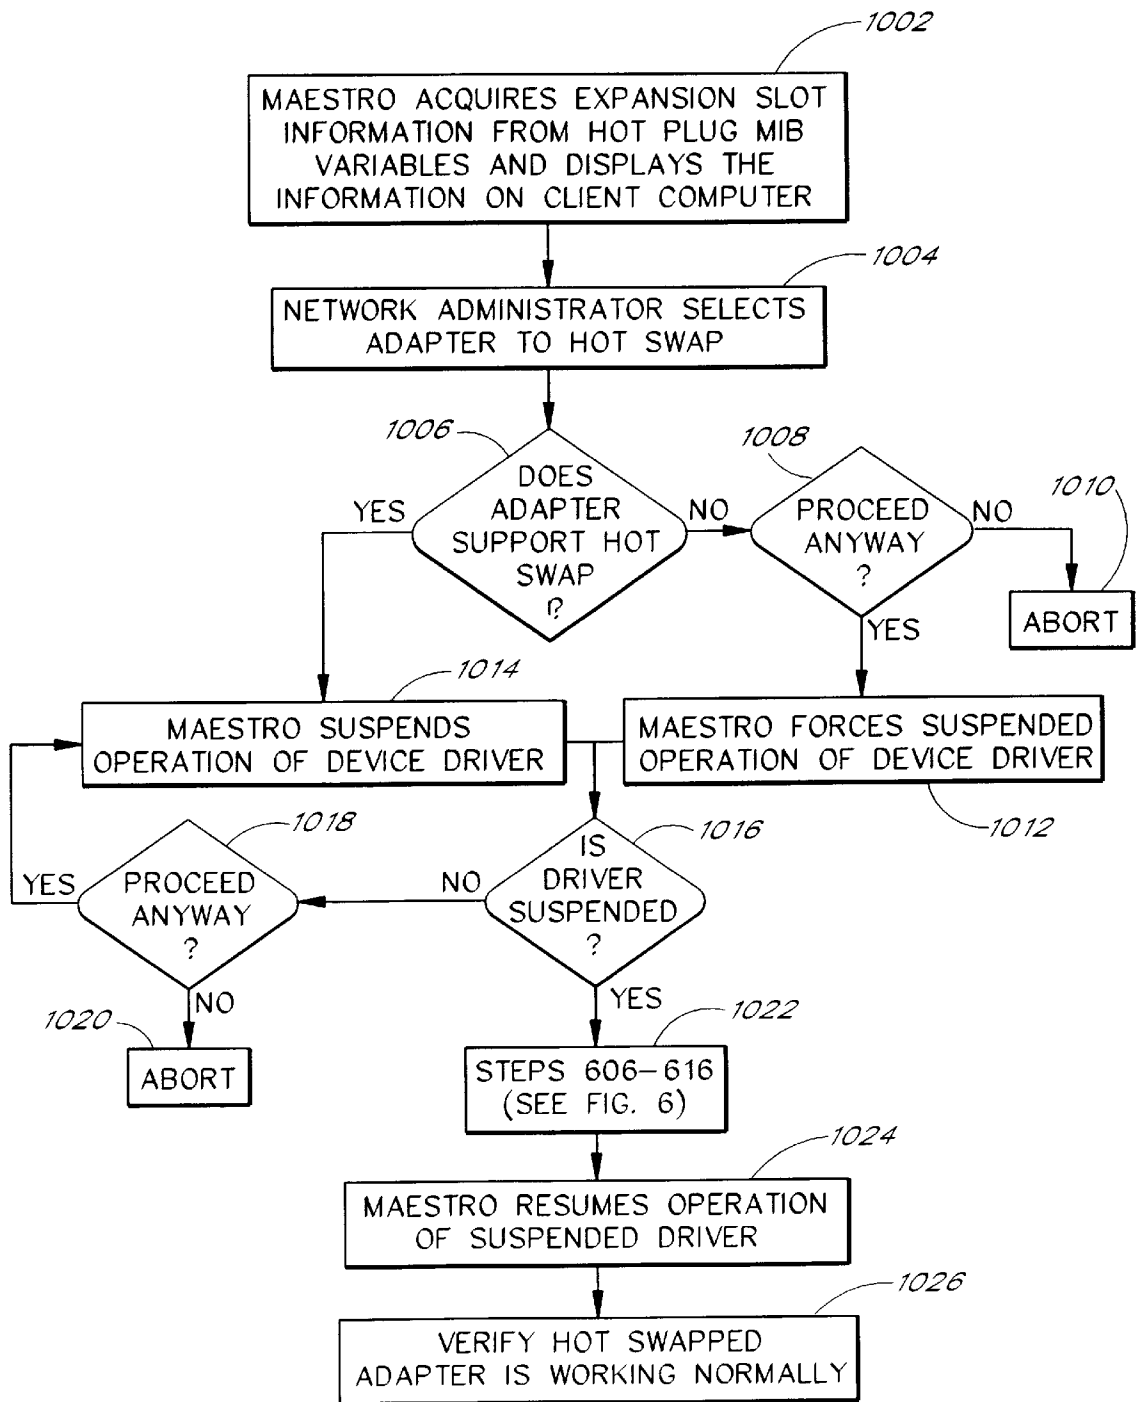 1002
MAESTRO ACQUIRES EXPANSION SLOT
INFORMATION FROM HOT PLUG MIB
VARIABLES AND DISPLAYS THE
INFORMATION ON CLIENT COMPUTER
1004
NETWORK ADMINISTRATOR SELECTS
ADAPTER TO HOT SWAP
1006
DOES
ADAPTER
SUPPORT HOT
SWAP
?
YES
NO
1008
PROCEED
ANYWAY
?
NO
1010
ABORT
YES
1014
MAESTRO SUSPENDS
OPERATION OF DEVICE DRIVER
MAESTRO FORCES SUSPENDED
OPERATION OF DEVICE DRIVER
1012
1016
IS
DRIVER
SUSPENDED
?
NO
1018
PROCEED
ANYWAY
?
YES
NO
1020
ABORT
YES
1022
STEPS 606–616
(SEE FIG. 6)
1024
MAESTRO RESUMES OPERATION
OF SUSPENDED DRIVER
1026
VERIFY HOT SWAPPED
ADAPTER IS WORKING NORMALLY